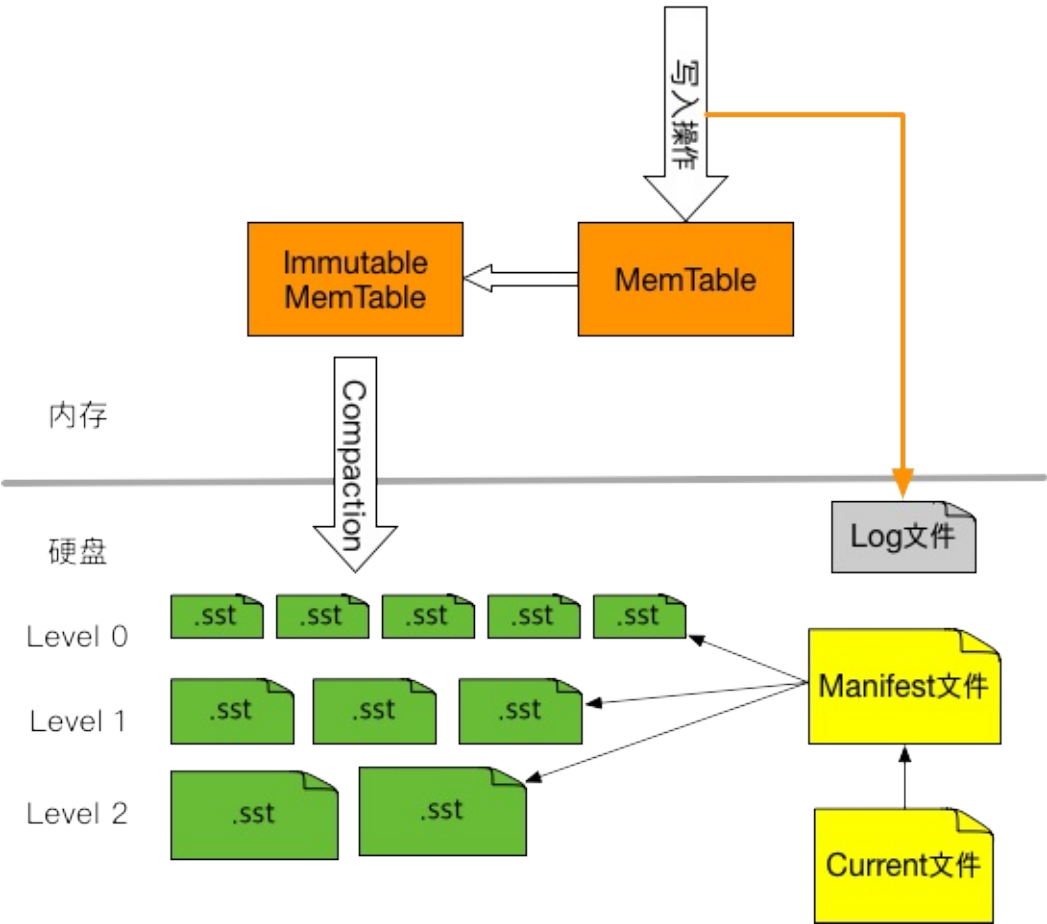 写入操作
Immutable
MemTable
MemTable
Compaction
内存
硬盘
Log文件
Level 0
.sst
.sst
.sst
.sst
.sst
Manifest文件
Level 1
.sst
.sst
.sst
Level 2
.sst
.sst
Current文件